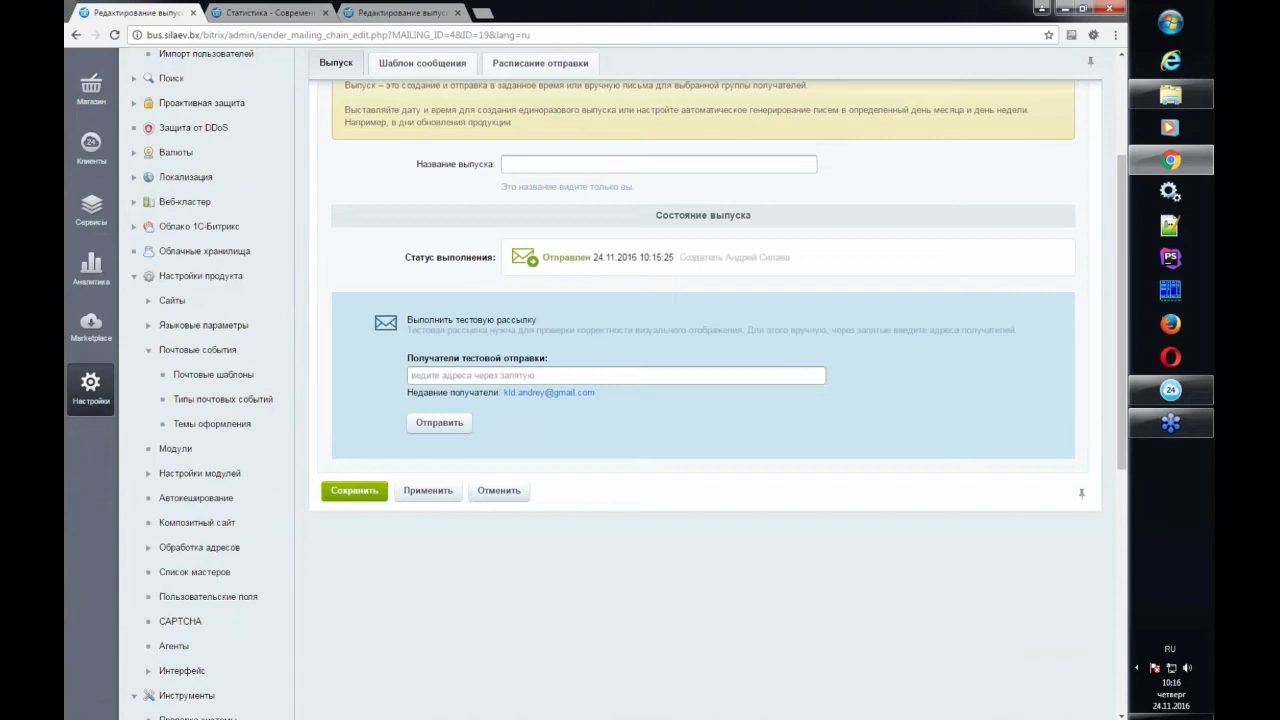 Редактирование выпус
Статистика - Современ
Редактирование выпус
bus.silaev.bx/bitrix/admin/sender_mailing_chain_edit.php?MAILING_ID=4&ID=19&lang=ru
Магазин
Клиенты
24
Сервисы
Аналитика
Marketplace
Настройки
Импорт пользователей
Поиск
Проактивная защита
Защита от DDoS
Валюты
Локализация
Веб-кластер
Облако 1С-Битрикс
Облачные хранилища
Настройки продукта
Сайты
Языковые параметры
Почтовые события
Почтовые шаблоны
Типы почтовых событий
Темы оформления
Модули
Настройки модулей
Автокеширование
Композитный сайт
Обработка адресов
Список мастеров
Пользовательские поля
CAPTCHA
Агенты
Интерфейс
Инструменты
Выпуск
Шаблон сообщения
Расписание отправки
Выпуск – это создание и отправка в заданное время или вручную письма для выбранной группы получателей.
Выставляйте дату и время для создания единоразового выпуска или настройте автоматическое генерирование писем в определенный день месяца и день недели.
Например, в дни обновления продукции.
Название выпуска:
Это название видите только вы.
Состояние выпуска
Статус выполнения:
Отправлен 24.11.2016 10:15:25 Создатель Андрей Силаев
Выполнить тестовую рассылку
Тестовая рассылка нужна для проверки корректности визуального отображения. Для этого вручную, через запятые введите адреса получателей
Получатели тестовой отправки:
ведите адреса через запятую
Недавние получатели: kld.andrey@gmail.com
Отправить
Сохранить
Применить
Отменить
PS
24
RU
10:16
четверг
24.11.2016